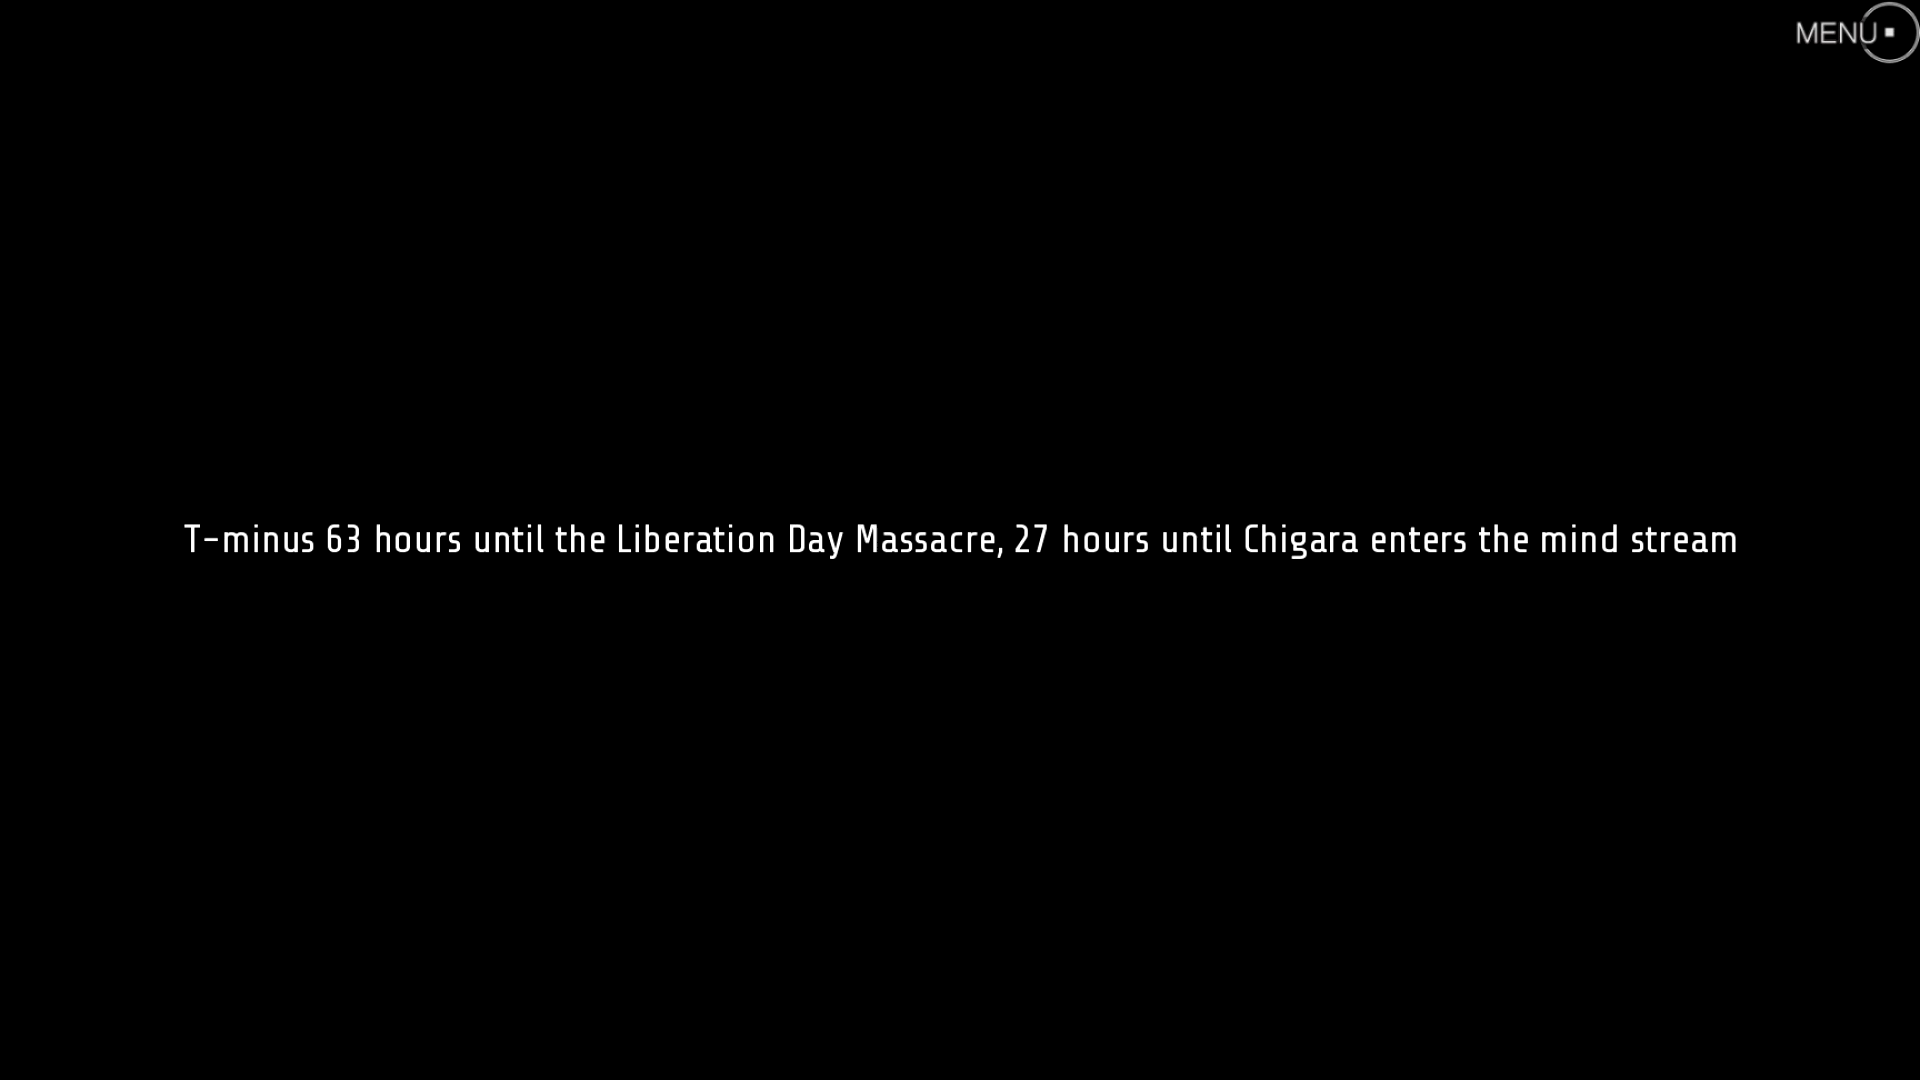 MENU
T-minus 63 hours until the Liberation Day Massacre, 27 hours until Chigara enters the mind stream